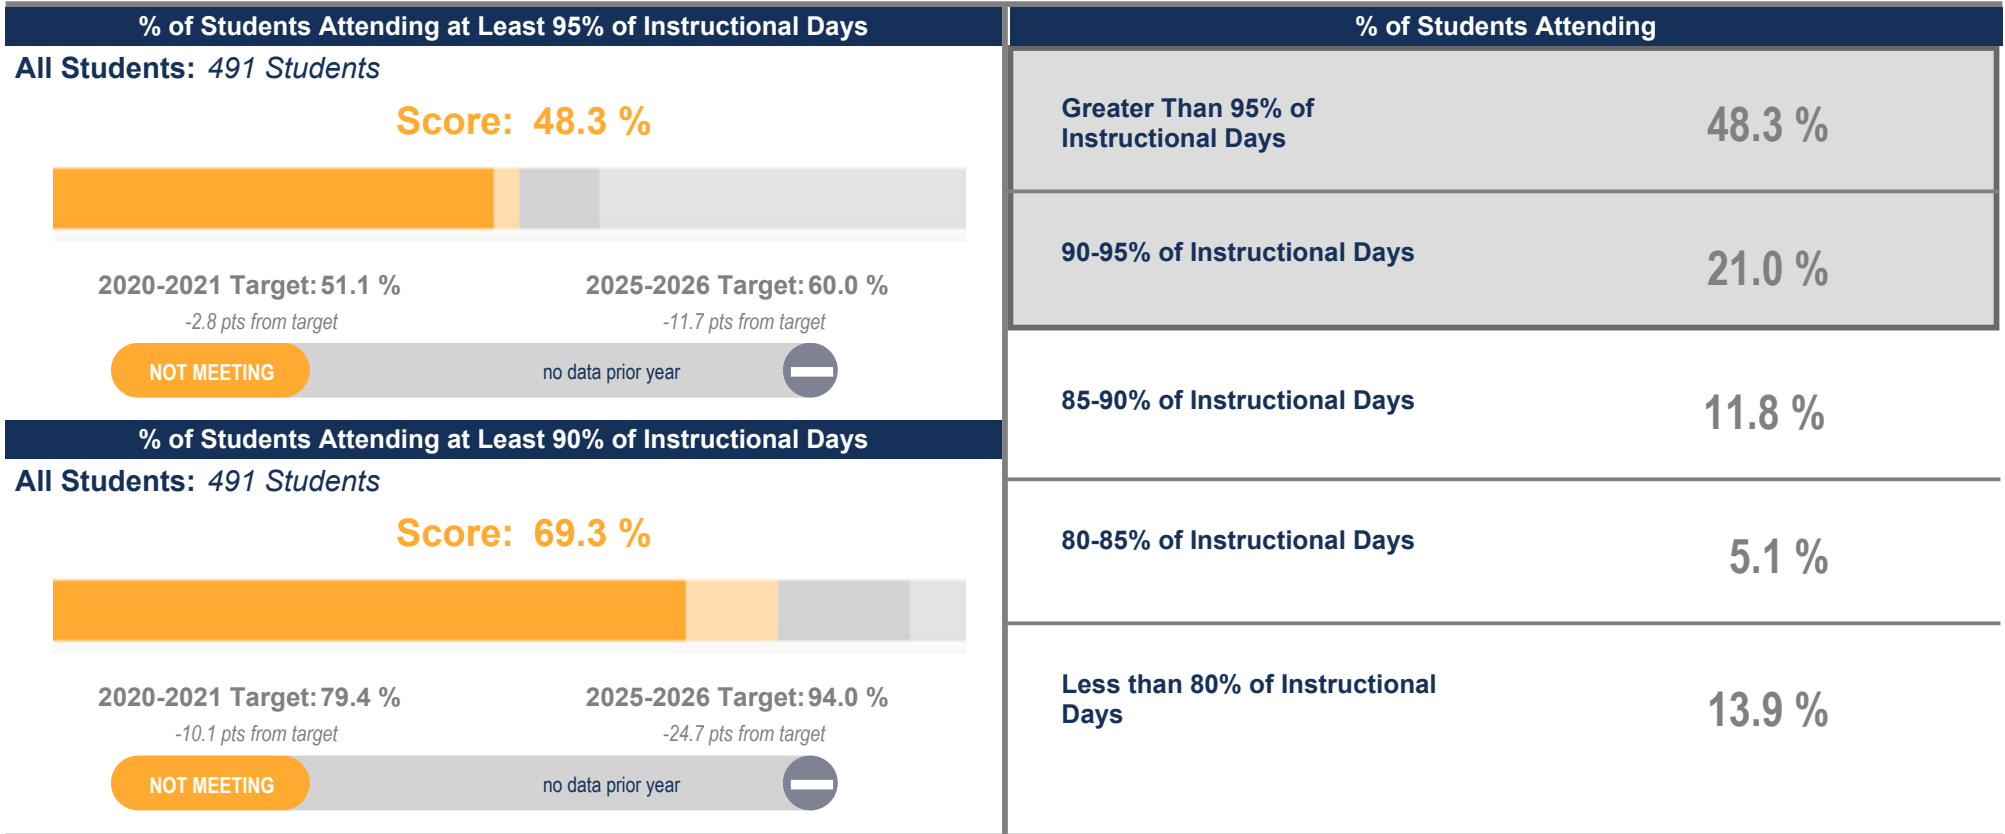 % of Students Attending at Least 95% of Instructional Days
All Students: 491 Students
Score: 48.3 %
2020-2021 Target: 51.1 %
-2.8 pts from target
2025-2026 Target: 60.0 %
-11.7 pts from target
NOT MEETING
no data prior year
% of Students Attending at Least 90% of Instructional Days
All Students: 491 Students
Score: 69.3 %
2020-2021 Target: 79.4 %
-10.1 pts from target
2025-2026 Target: 94.0 %
-24.7 pts from target
NOT MEETING
no data prior year
% of Students Attending
Greater Than 95% of
Instructional Days
48.3 %
90-95% of Instructional Days
21.0 %
85-90% of Instructional Days
11.8 %
80-85% of Instructional Days
5.1 %
Less than 80% of Instructional
Days
13.9 %